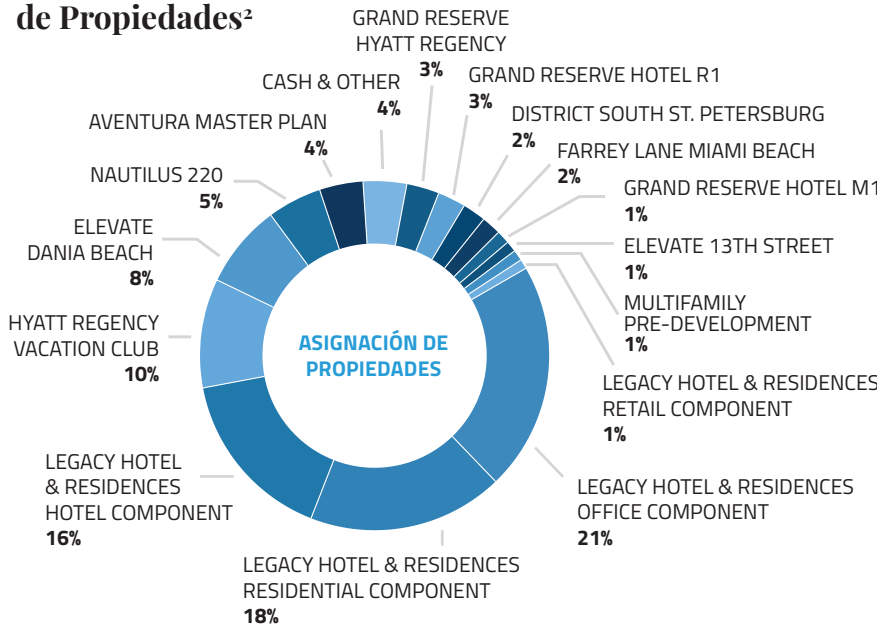 de Propiedades²
GRAND RESERVE
HYATT REGENCY
3%
GRAND RESERVE HOTEL R1
3%
DISTRICT SOUTH ST. PETERSBURG
2%
FARREY LANE MIAMI BEACH
2%
GRAND RESERVE HOTEL M1
1%
ELEVATE 13TH STREET
1%
MULTIFAMILY
PRE-DEVELOPMENT
1%
LEGACY HOTEL & RESIDENCES
RETAIL COMPONENT
1%
LEGACY HOTEL & RESIDENCES
OFFICE COMPONENT
21%
LEGACY HOTEL & RESIDENCES
RESIDENTIAL COMPONENT
18%
LEGACY HOTEL
& RESIDENCES
HOTEL COMPONENT
16%
HYATT REGENCY
VACATION CLUB
10%
ELEVATE
DANIA BEACH
8%
NAUTILUS 220
5%
AVENTURA MASTER PLAN
4%
CASH & OTHER
4%
ASIGNACIÓN DE
PROPIEDADES